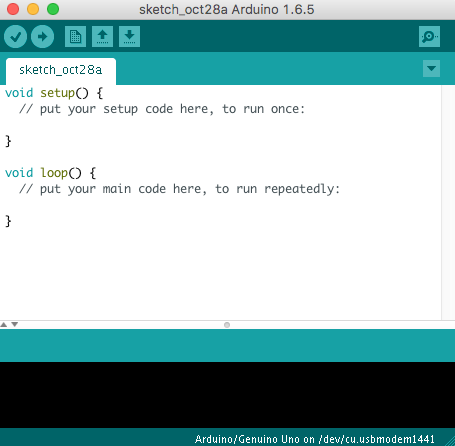 sketch_oct28a Arduino 1.6.5
sketch_oct28a
void setup() {
  // put your setup code here, to run once:
}
void loop() {
  // put your main code here, to run repeatedly:
}
Arduino/Genuino Uno on /dev/cu.usbmodem1441